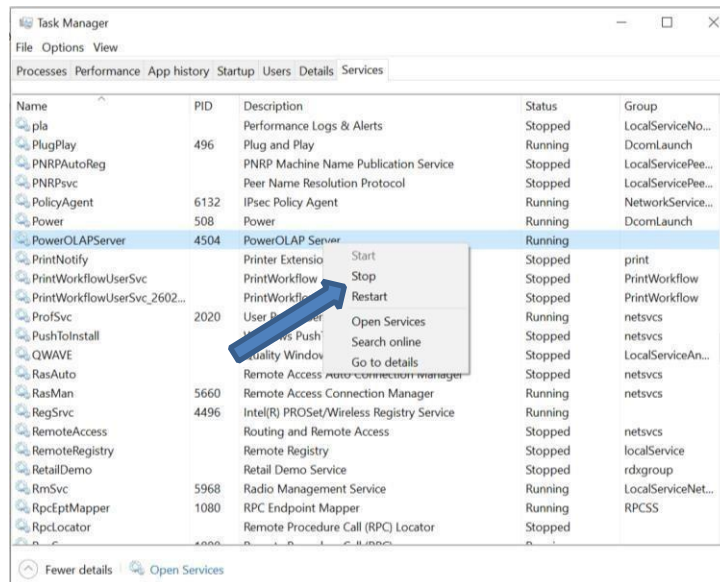 Task Manager
File Options View
Processes Performance App history Startup Users Details Services
Name PID Description Status Group
pla Performance Logs & Alerts Stopped LocalServiceNo...
PlugPlay 496 Plug and Play Running DcomLaunch
PNRPAutoReg PNRP Machine Name Publication Service Stopped LocalServicePee...
PNRPsvc Peer Name Resolution Protocol Stopped LocalServicePee...
PolicyAgent 6132 IPsec Policy Agent Running NetworkService...
Power 508 Power Running DcomLaunch
PowerOLAPServer 4504 PowerOLAP Server Running
PrintNotify Printer Extensio Start Stopped print
PrintWorkflowUserSvc PrintWorkflow Stop Stopped PrintWorkflow
PrintWorkflowUserSvc_2602... Restart Stopped PrintWorkflow
ProfSvc 2020 User Open Services Running netsvcs
PushToInstall Push Search online Stopped netsvcs
QWAVE Quality Window Go to details Stopped LocalServiceAn...
RasAuto Remote Access Auto Connection Manager Stopped netsvcs
RasMan 5660 Remote Access Connection Manager Running netsvcs
RegSrvc 4496 Intel(R) PROSet/Wireless Registry Service Running
RemoteAccess Routing and Remote Access Stopped netsvcs
RemoteRegistry Remote Registry Stopped localService
RetailDemo Retail Demo Service Stopped rdxgroup
RmSvc 5968 Radio Management Service Running LocalServiceNet...
RpcEptMapper 1080 RPC Endpoint Mapper Running RPCSS
RpcLocator Remote Procedure Call (RPC) Locator Stopped
Fewer details Open Services